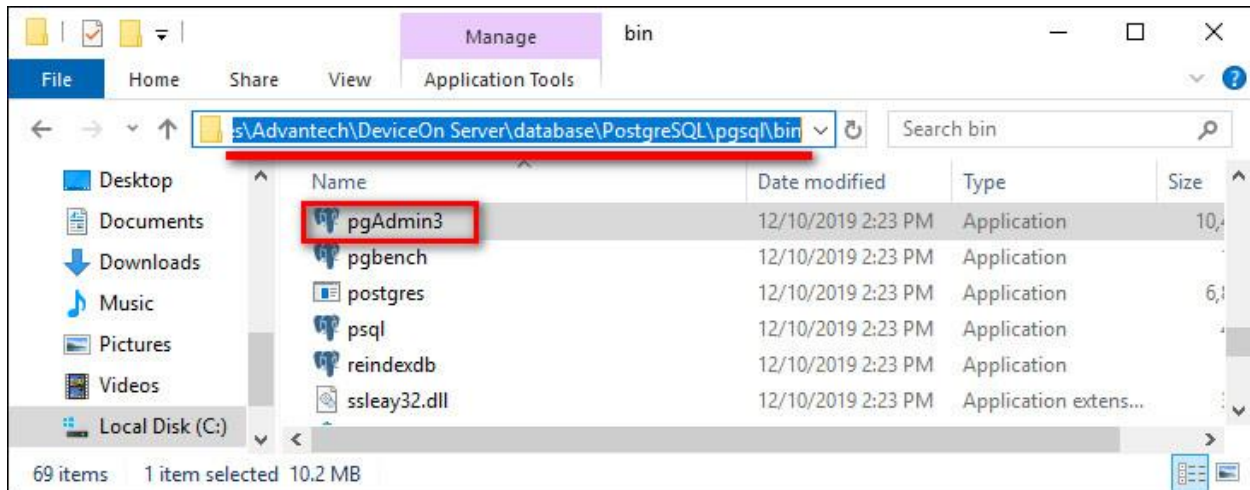 Manage bin
File Home Share View Application Tools
s\Advantech\DeviceOn Server\database\PostgreSQL\pgsql\bin Search bin
Desktop Name Date modified Type Size
Documents pgAdmin3 12/10/2019 2:23 PM Application 10,
Downloads pgbench 12/10/2019 2:23 PM Application
Music postgres 12/10/2019 2:23 PM Application 6,
Pictures psql 12/10/2019 2:23 PM Application
reindexdb 12/10/2019 2:23 PM Application
Videos ssleay32.dll 12/10/2019 2:23 PM Application extens...
Local Disk (C:)
69 items 1 item selected 10.2 MB